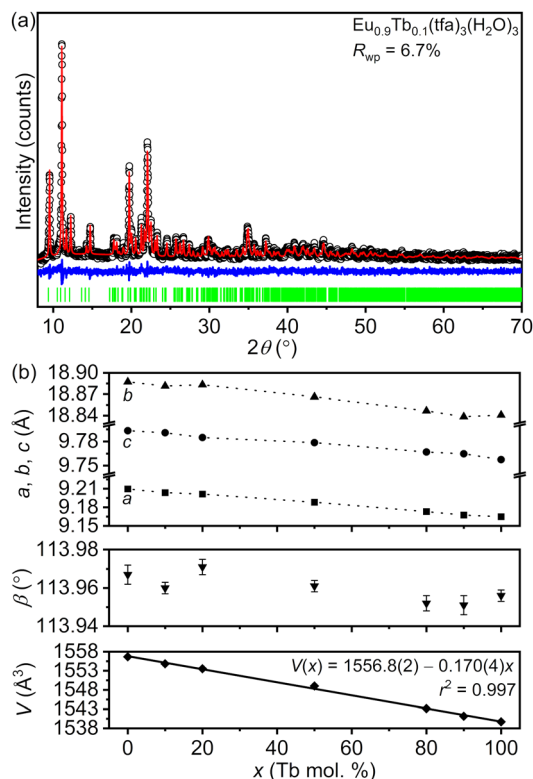 (a)
Eu0.9Tb0.1(tfa)3(H2O)3
Rwp = 6.7%
Intensity (counts)
10 20 30 40 50 60 70
2θ (°)
(b)
18.90
18.87
18.84
9.78
9.75
9.21
9.18
9.15
a, b, c (Å)
b
c
a
113.98
113.96
113.94
β (°)
1558
1553
1548
1543
1538
V (Å3)
V(x) = 1556.8(2) − 0.170(4)x
r2 = 0.997
0 20 40 60 80 100
x (Tb mol. %)